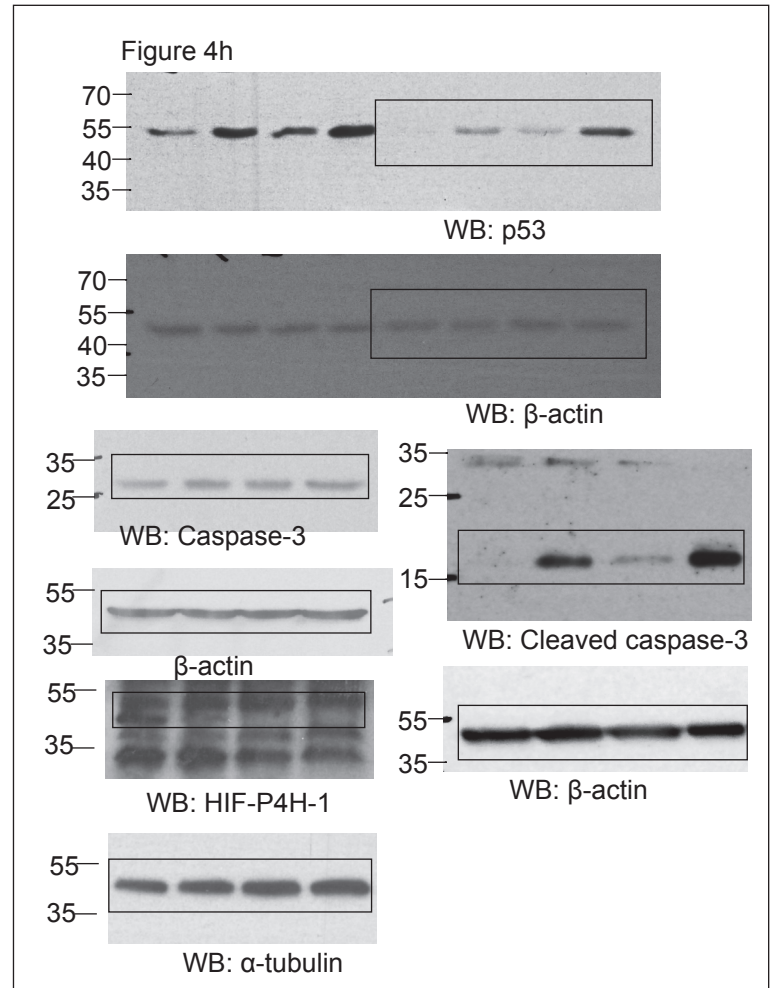 Figure 4h
70
55
40
35
WB: p53
70
55
40
35
WB: β-actin
35
25
WB: Caspase-3
35
25
15
WB: Cleaved caspase-3
55
35
β-actin
55
35
WB: HIF-P4H-1
55
35
WB: β-actin
55
35
WB: α-tubulin